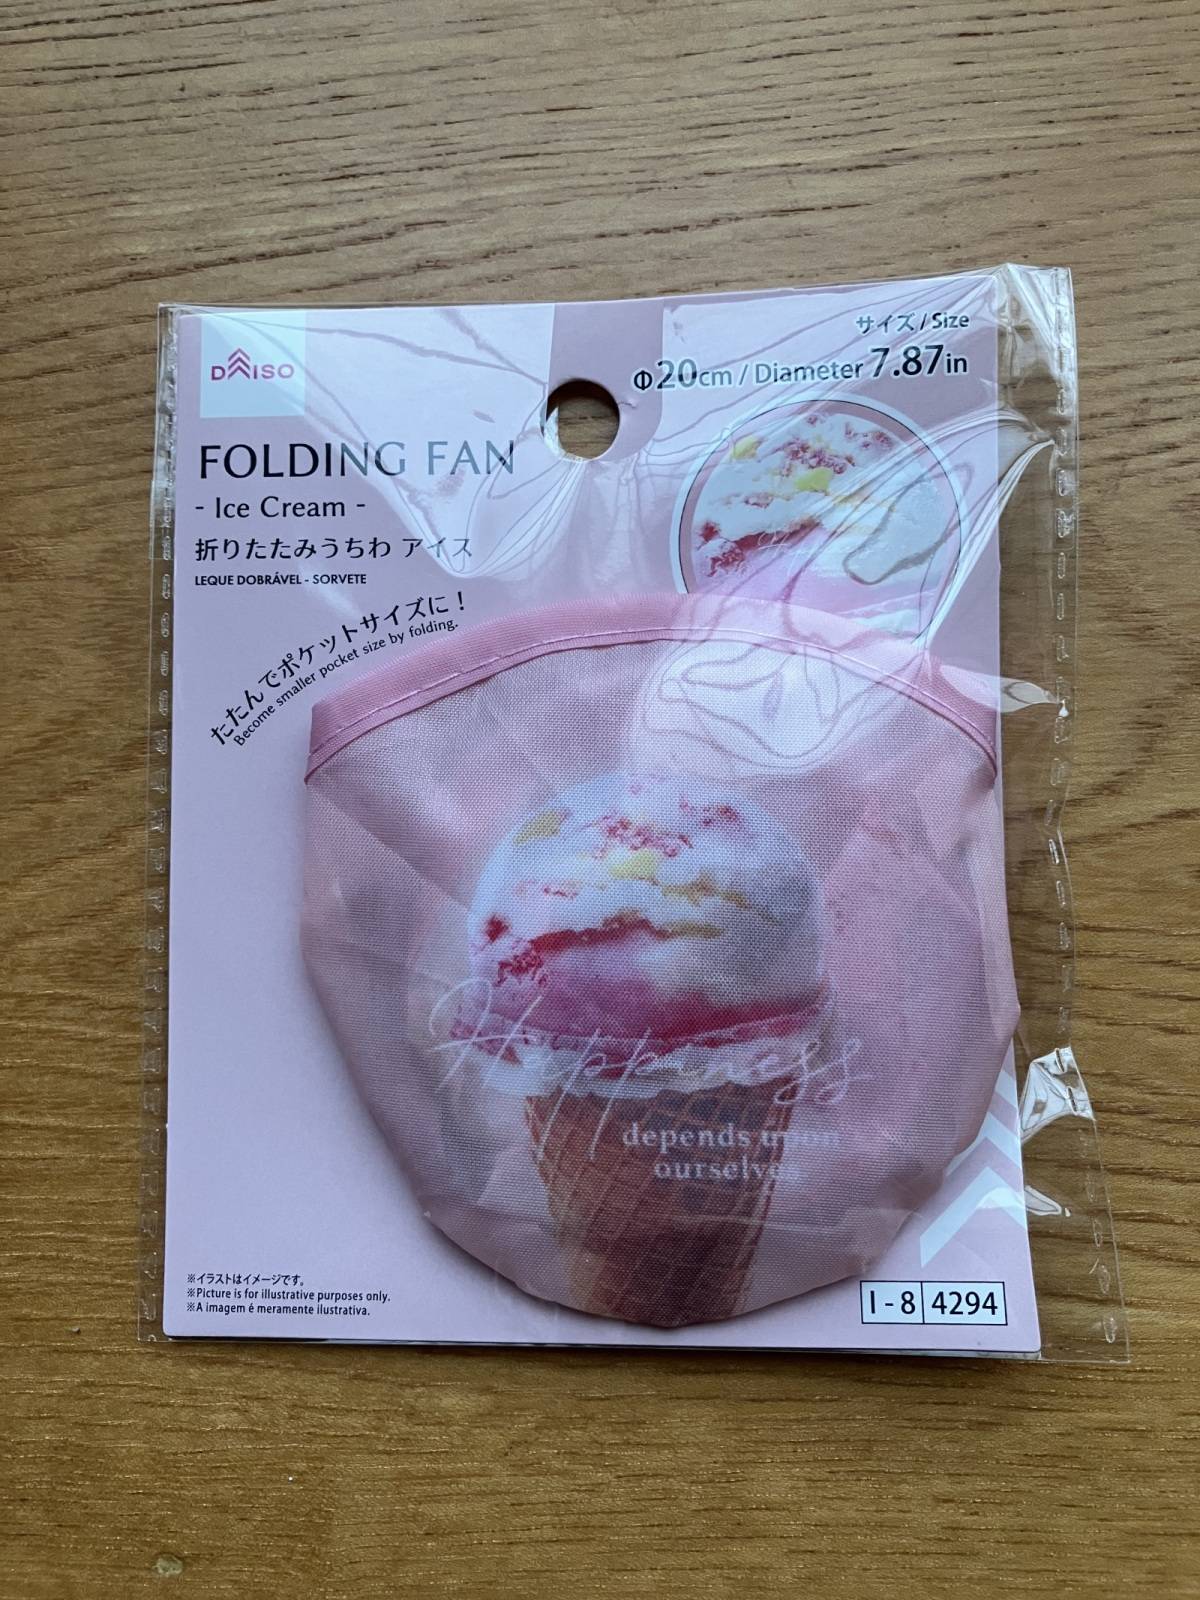 DAISO
サイズ/Size
Φ20cm / Diameter 7.87in
FOLDING FAN
- Ice Cream -
折りたたみうちわ アイス
LEQUE DOBRÁVEL - SORVETE
たたんでポケットサイズに!
Become smaller pocket size by folding.
Happiness
depends upon
ourselves
※イラストはイメージです。
※Picture is for illustrative purposes only.
※A imagem é meramente ilustrativa.
I - 8 4294